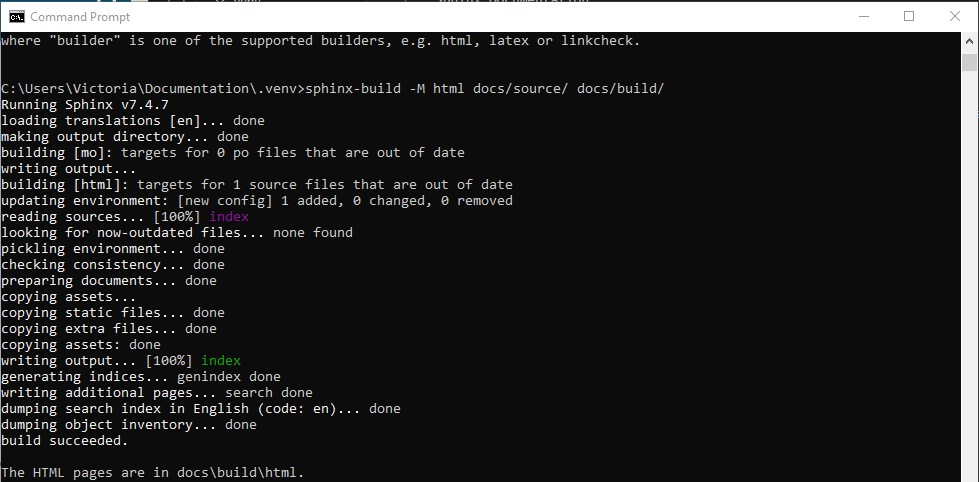 Command Prompt
where "builder" is one of the supported builders, e.g. html, latex or linkcheck.
C:\Users\Victoria\Documentation\.venv>sphinx-build -M html docs/source/ docs/build/
Running Sphinx v7.4.7
loading translations [en]... done
making output directory... done
building [mo]: targets for 0 po files that are out of date
writing output...
building [html]: targets for 1 source files that are out of date
updating environment: [new config] 1 added, 0 changed, 0 removed
reading sources... [100%] index
looking for now-outdated files... none found
pickling environment... done
checking consistency... done
preparing documents... done
copying assets...
copying static files... done
copying extra files... done
copying assets: done
writing output... [100%] index
generating indices... genindex done
writing additional pages... search done
dumping search index in English (code: en)... done
dumping object inventory... done
build succeeded.
The HTML pages are in docs\build\html.